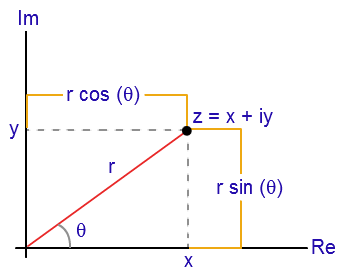 Im
r cos (θ)
z = x + iy
y
r
r sin (θ)
θ
Re
x